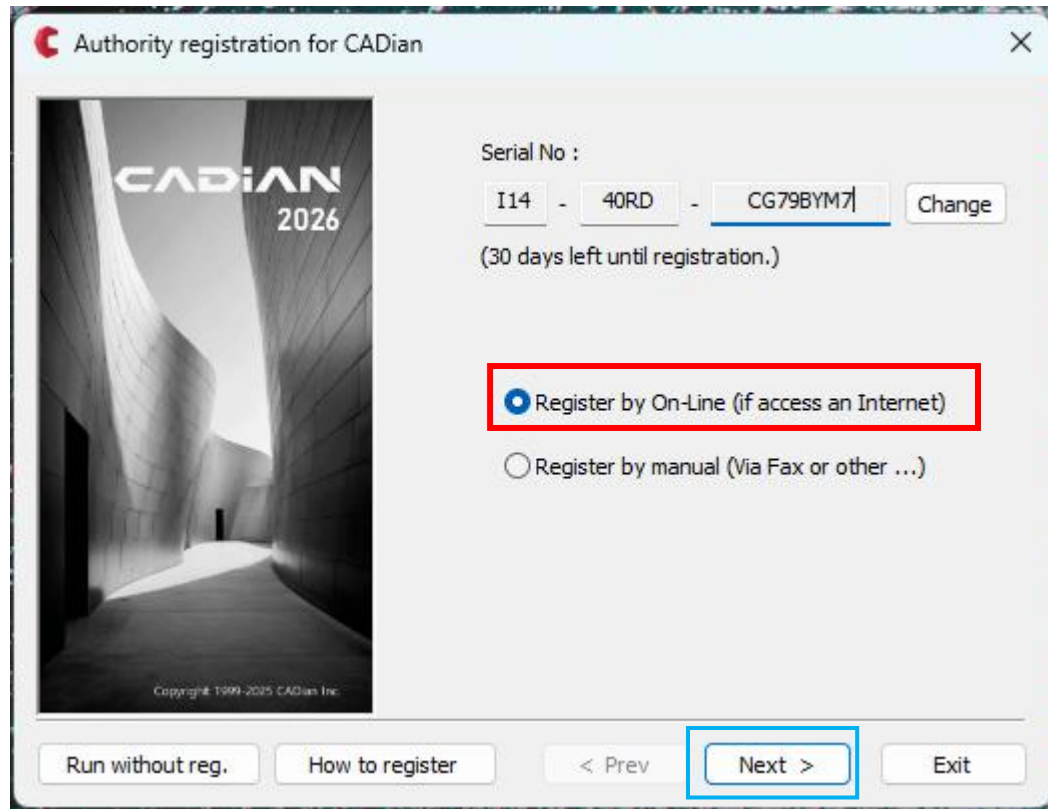 Authority registration for CADian
CADiAN
2026
Copyright 1999-2025 CADian Inc.
Serial No :
I14 - 40RD - CG79BYM7 Change
(30 days left until registration.)
Register by On-Line (if access an Internet)
Register by manual (Via Fax or other ...)
Run without reg. How to register < Prev Next > Exit